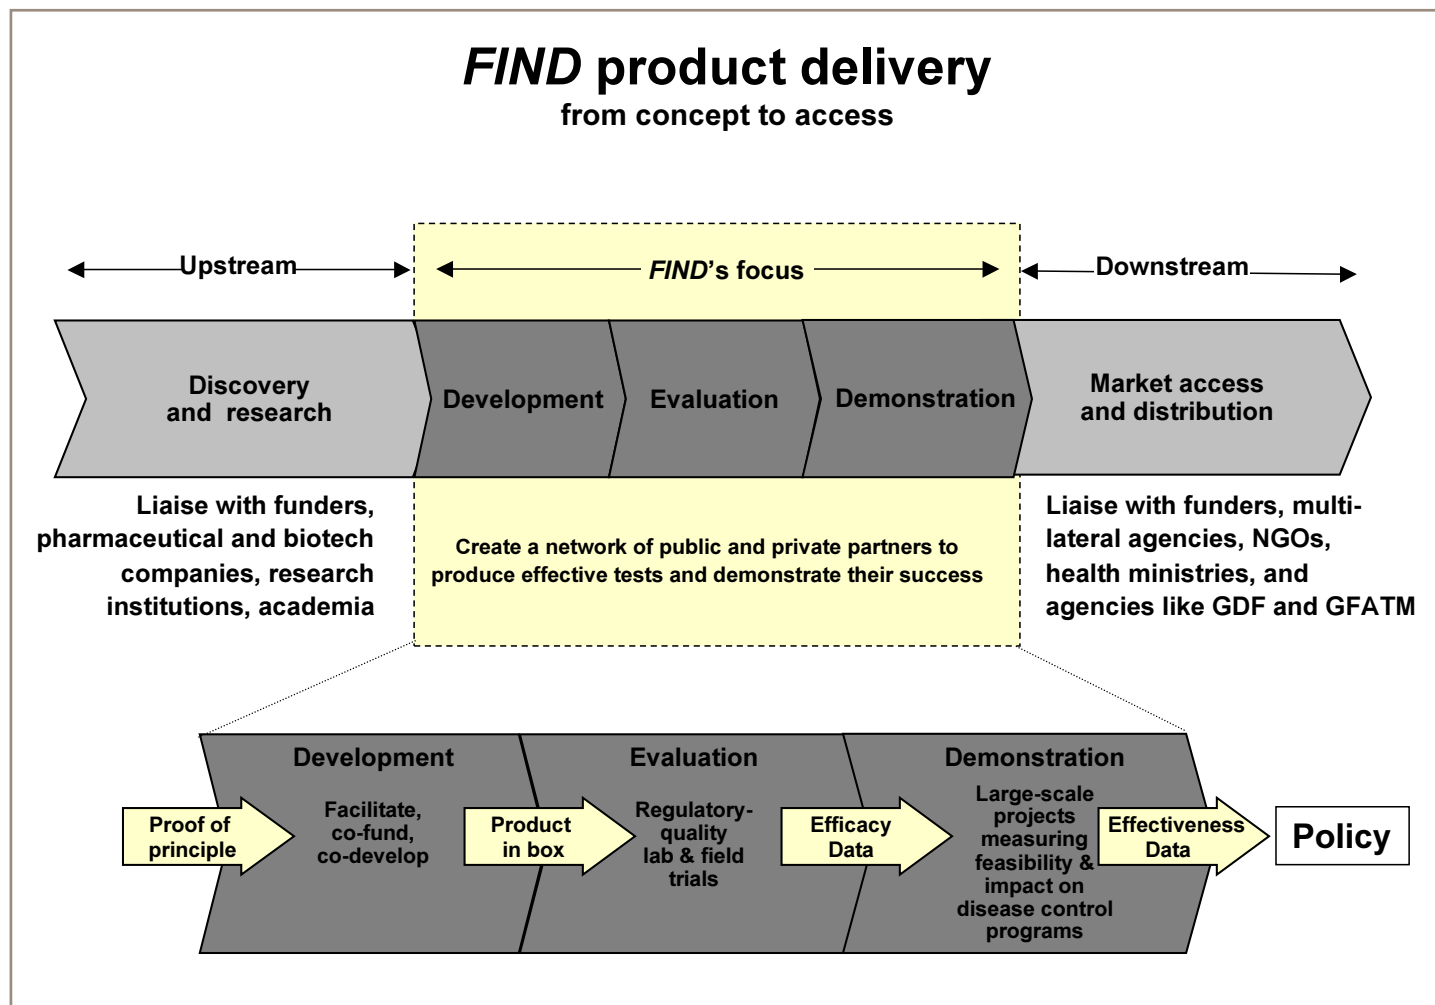 FIND product delivery
from concept to access
Upstream
FIND's focus
Downstream
Discovery
and research
Development
Evaluation
Demonstration
Market access
and distribution
Liaise with funders,
pharmaceutical and biotech
companies, research
institutions, academia
Create a network of public and private partners to
produce effective tests and demonstrate their success
Liaise with funders, multi-
lateral agencies, NGOs,
health ministries, and
agencies like GDF and GFATM
Proof of
principle
Development
Facilitate,
co-fund,
co-develop
Product
in box
Evaluation
Regulatory-
quality
lab & field
trials
Efficacy
Data
Demonstration
Large-scale
projects
measuring
feasibility &
impact on
disease control
programs
Effectiveness
Data
Policy